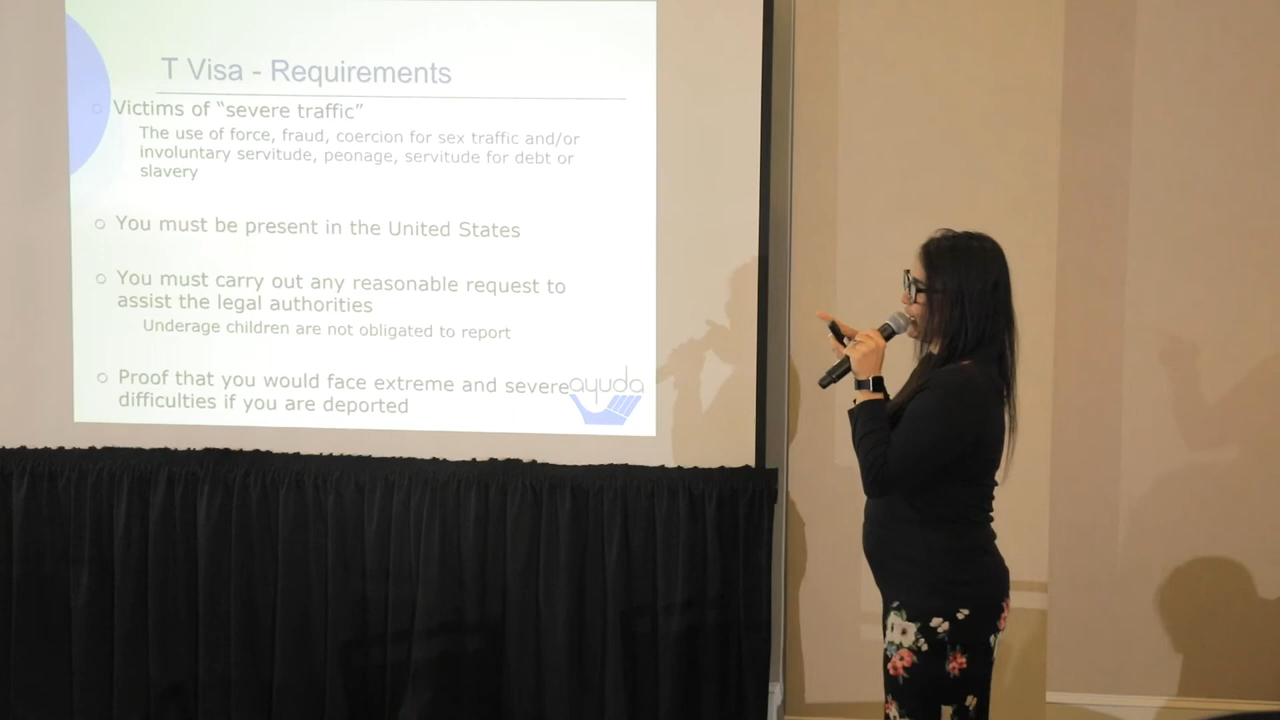 T Visa - Requirements
Victims of “severe traffic”
The use of force, fraud, coercion for sex traffic and/or
involuntary servitude, peonage, servitude for debt or
slavery
You must be present in the United States
You must carry out any reasonable request to
assist the legal authorities
Underage children are not obligated to report
Proof that you would face extreme and severe
difficulties if you are deported
ayuda